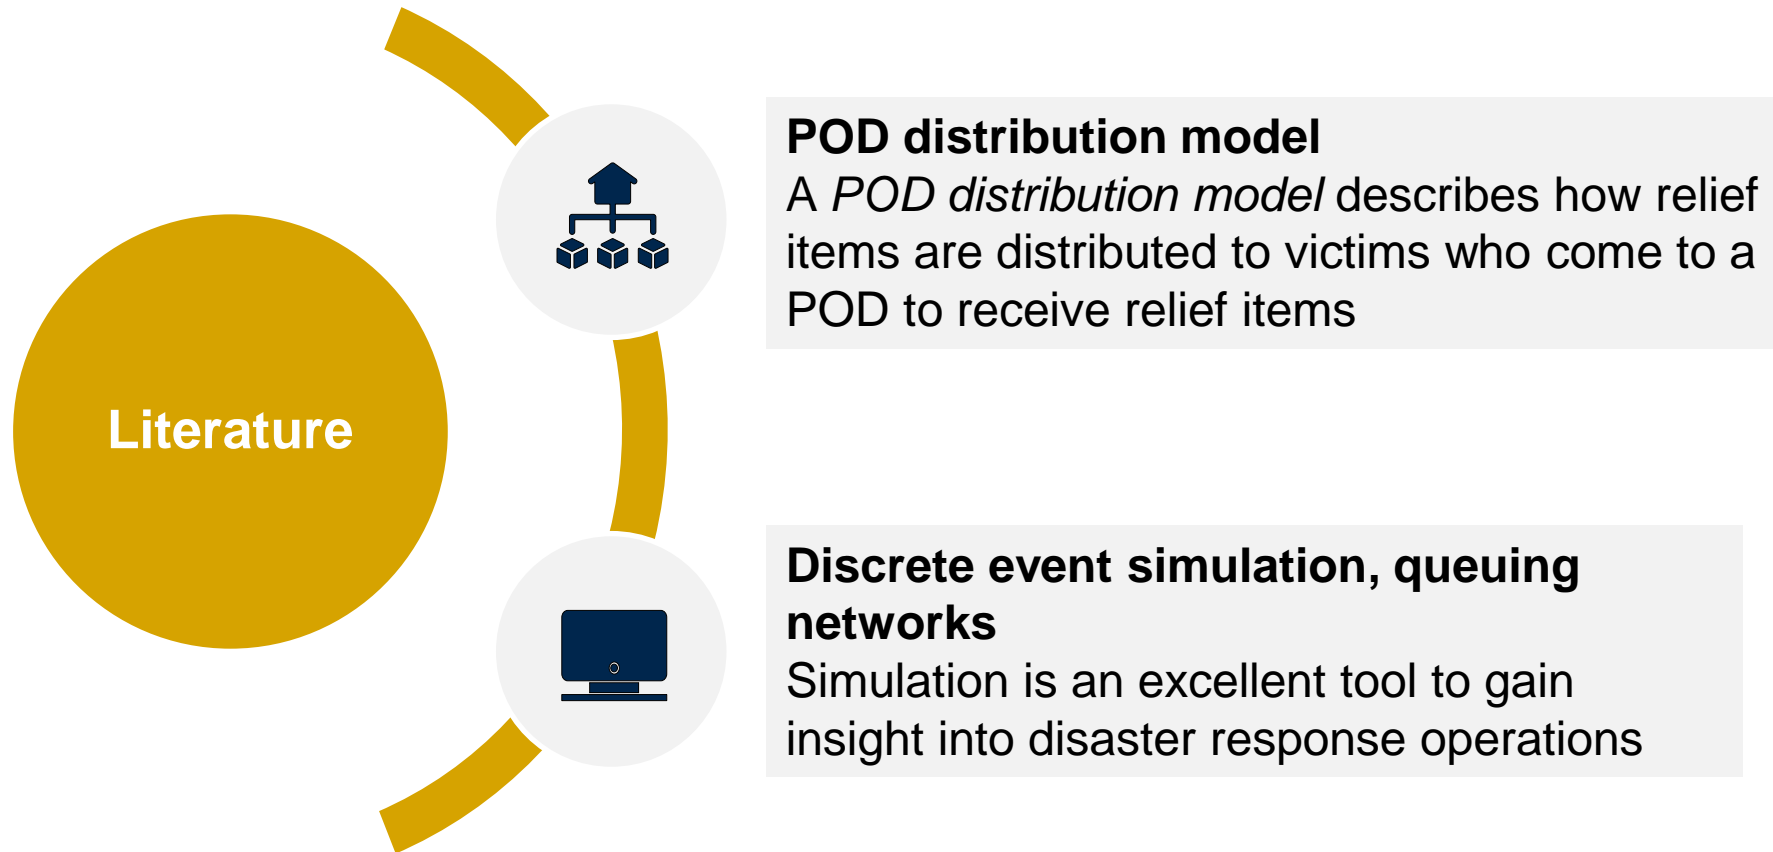 Literature
POD distribution model
A POD distribution model describes how relief
items are distributed to victims who come to a
POD to receive relief items
Discrete event simulation, queuing
networks
Simulation is an excellent tool to gain
insight into disaster response operations